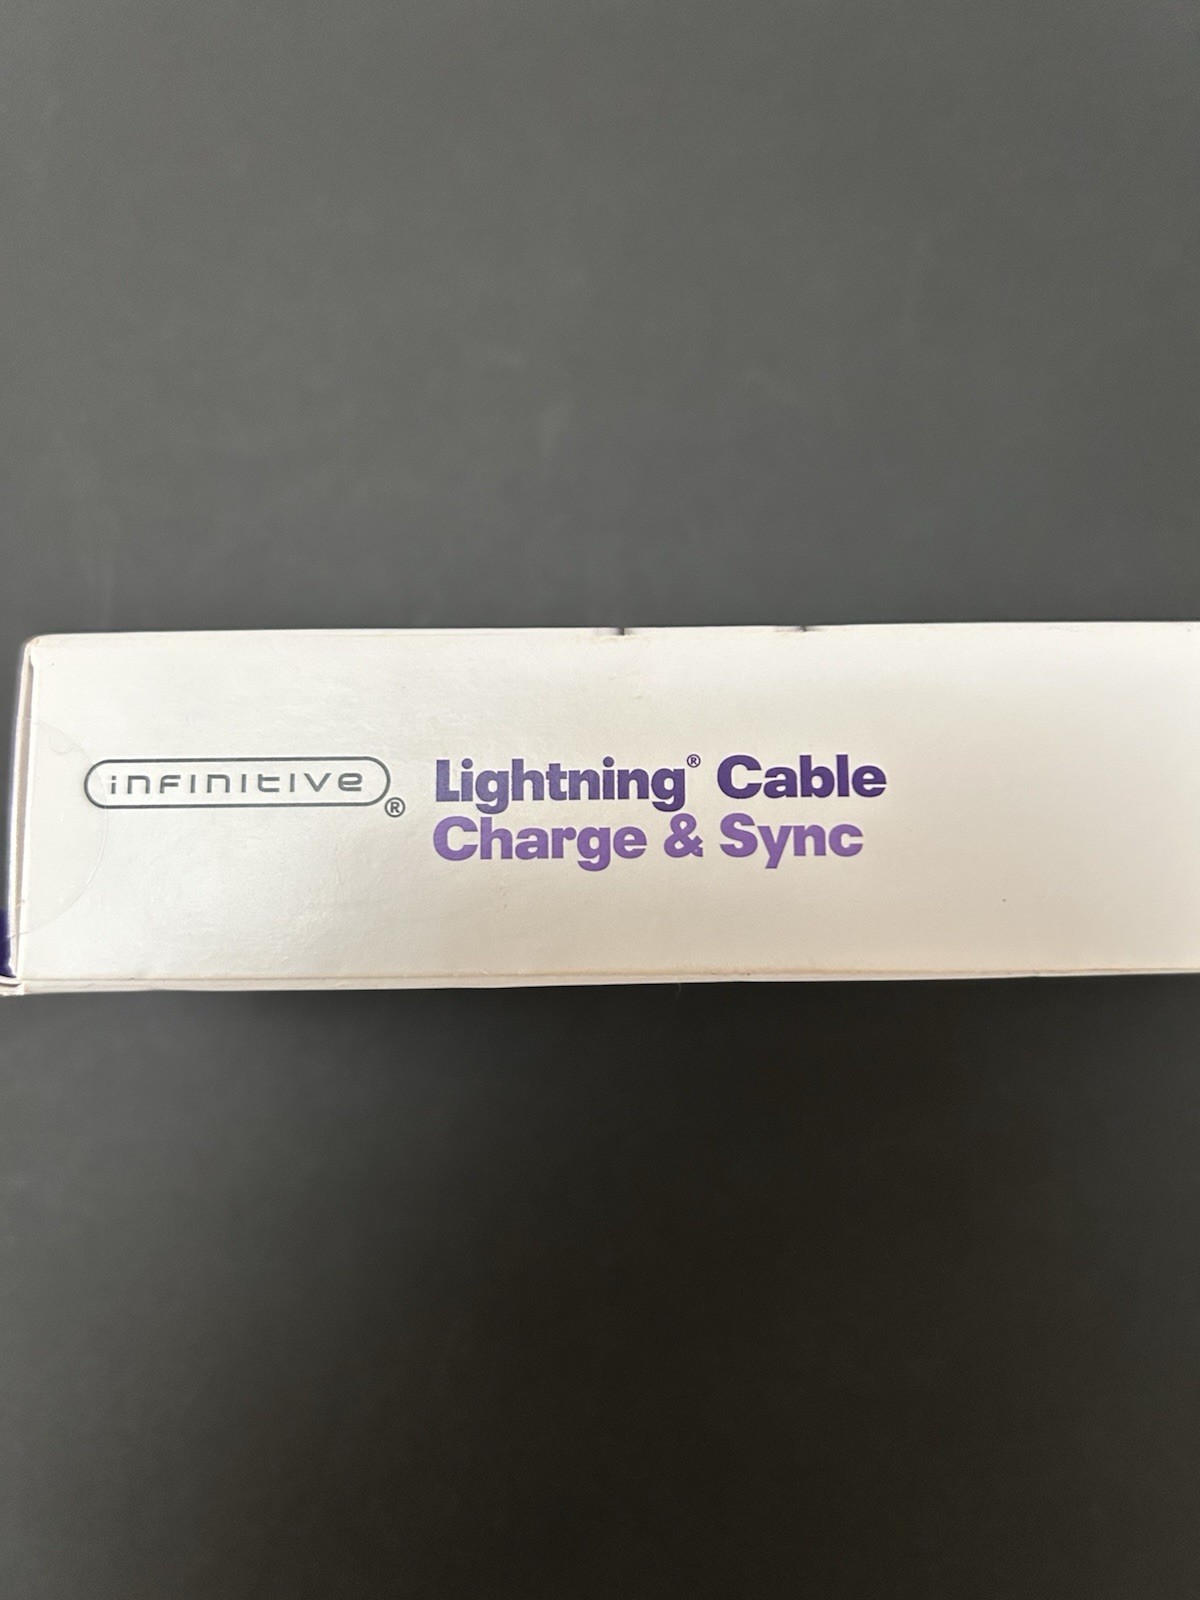 infinitive®
Lightning® Cable
Charge & Sync